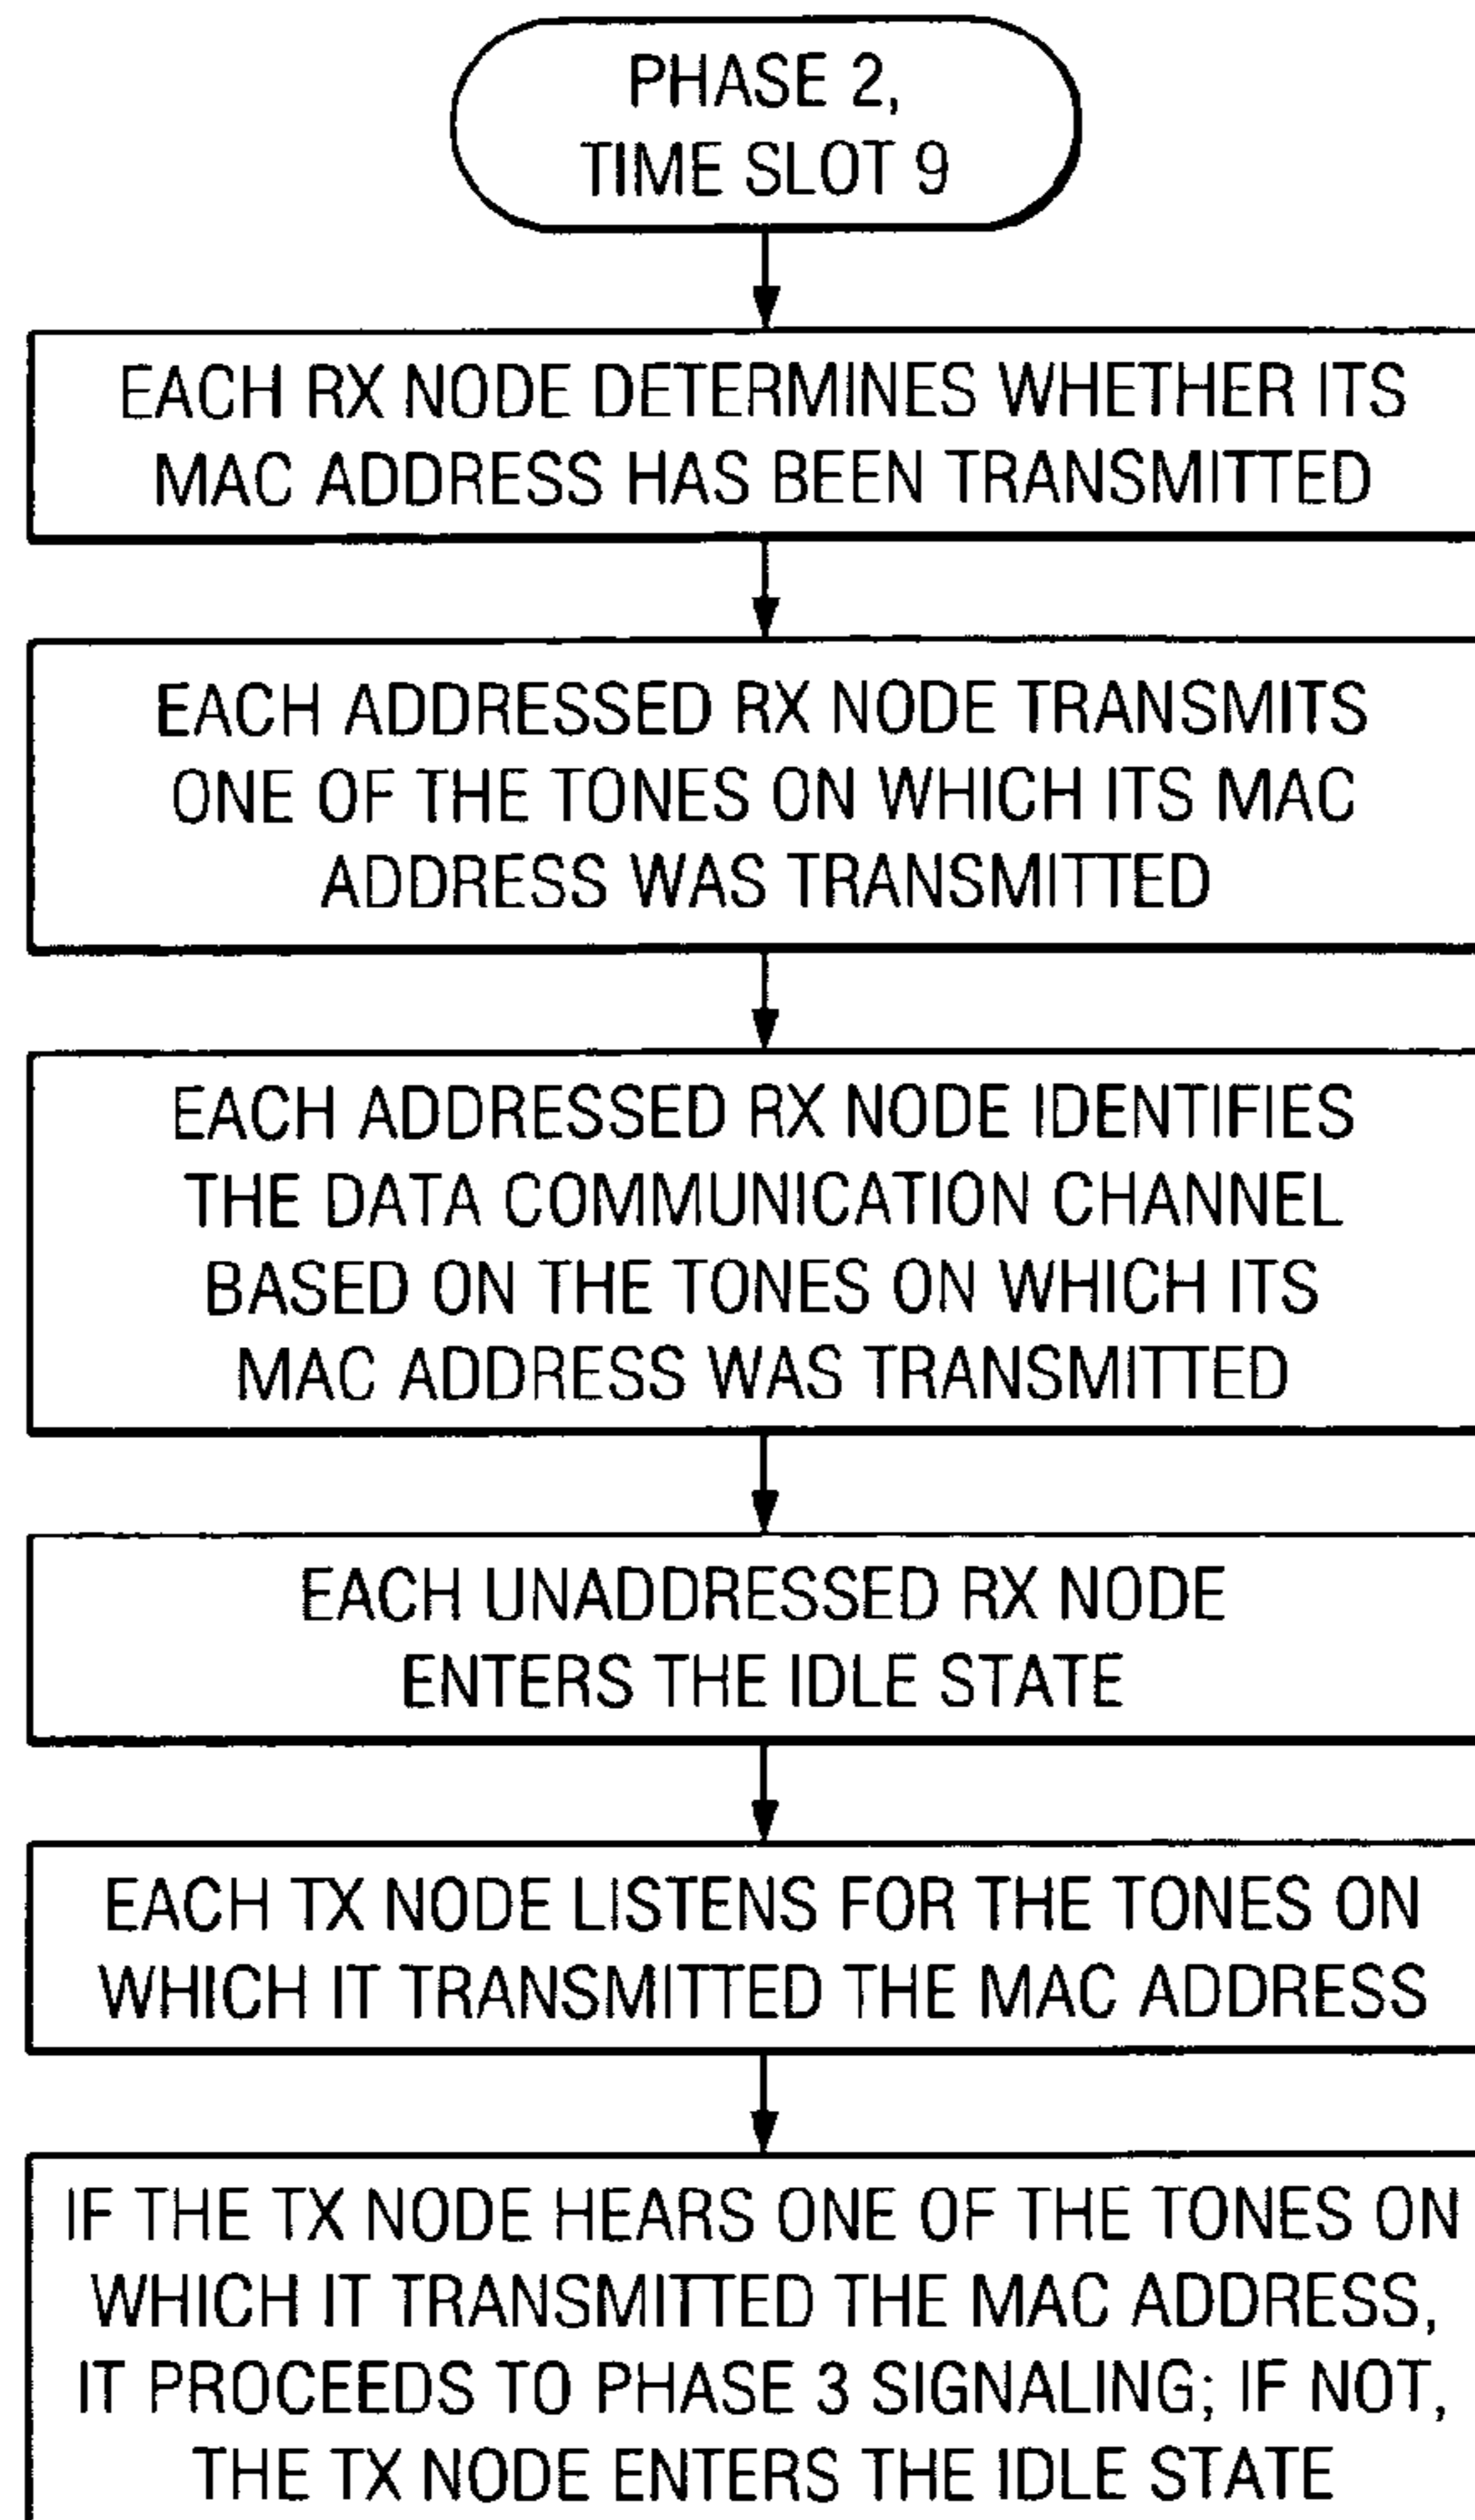 PHASE 2,
TIME SLOT 9
EACH RX NODE DETERMINES WHETHER ITS
MAC ADDRESS HAS BEEN TRANSMITTED
EACH ADDRESSED RX NODE TRANSMITS
ONE OF THE TONES ON WHICH ITS MAC
ADDRESS WAS TRANSMITTED
EACH ADDRESSED RX NODE IDENTIFIES
THE DATA COMMUNICATION CHANNEL
BASED ON THE TONES ON WHICH ITS
MAC ADDRESS WAS TRANSMITTED
EACH UNADDRESSED RX NODE
ENTERS THE IDLE STATE
EACH TX NODE LISTENS FOR THE TONES ON
WHICH IT TRANSMITTED THE MAC ADDRESS
IF THE TX NODE HEARS ONE OF THE TONES ON
WHICH IT TRANSMITTED THE MAC ADDRESS,
IT PROCEEDS TO PHASE 3 SIGNALING; IF NOT,
THE TX NODE ENTERS THE IDLE STATE